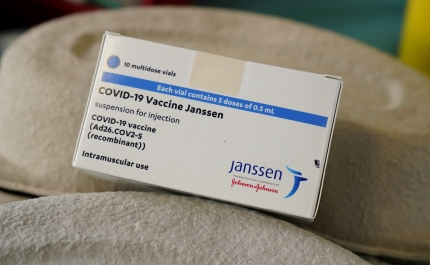 10 multidose vials
Each vial contains 5 doses of 0.5 mL
COVID-19 Vaccine Janssen
suspension for injection
COVID-19 vaccine
(Ad26.COV2-S
(recombinant))
Intramuscular use
Janssen
Johnson & Johnson